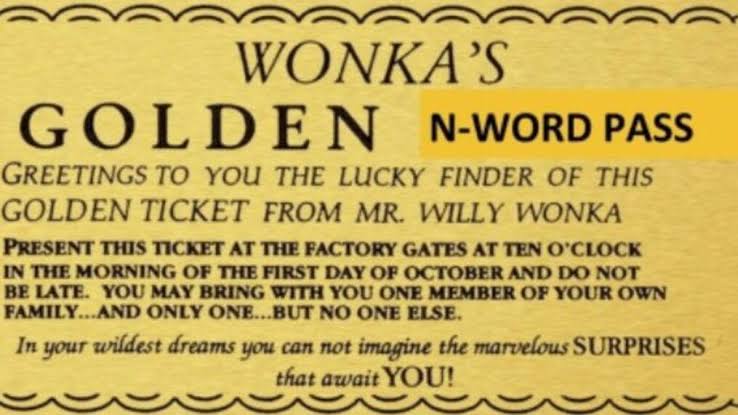 WONKA'S
GOLDEN N-WORD PASS
GREETINGS TO YOU THE LUCKY FINDER OF THIS
GOLDEN TICKET FROM MR. WILLY WONKA
PRESENT THIS TICKET AT THE FACTORY GATES AT TEN O'CLOCK
IN THE MORNING OF THE FIRST DAY OF OCTOBER AND DO NOT
BE LATE. YOU MAY BRING WITH YOU ONE MEMBER OF YOUR OWN
FAMILY...AND ONLY ONE...BUT NO ONE ELSE.
In your wildest dreams you can not imagine the marvelous SURPRISES
that await YOU!